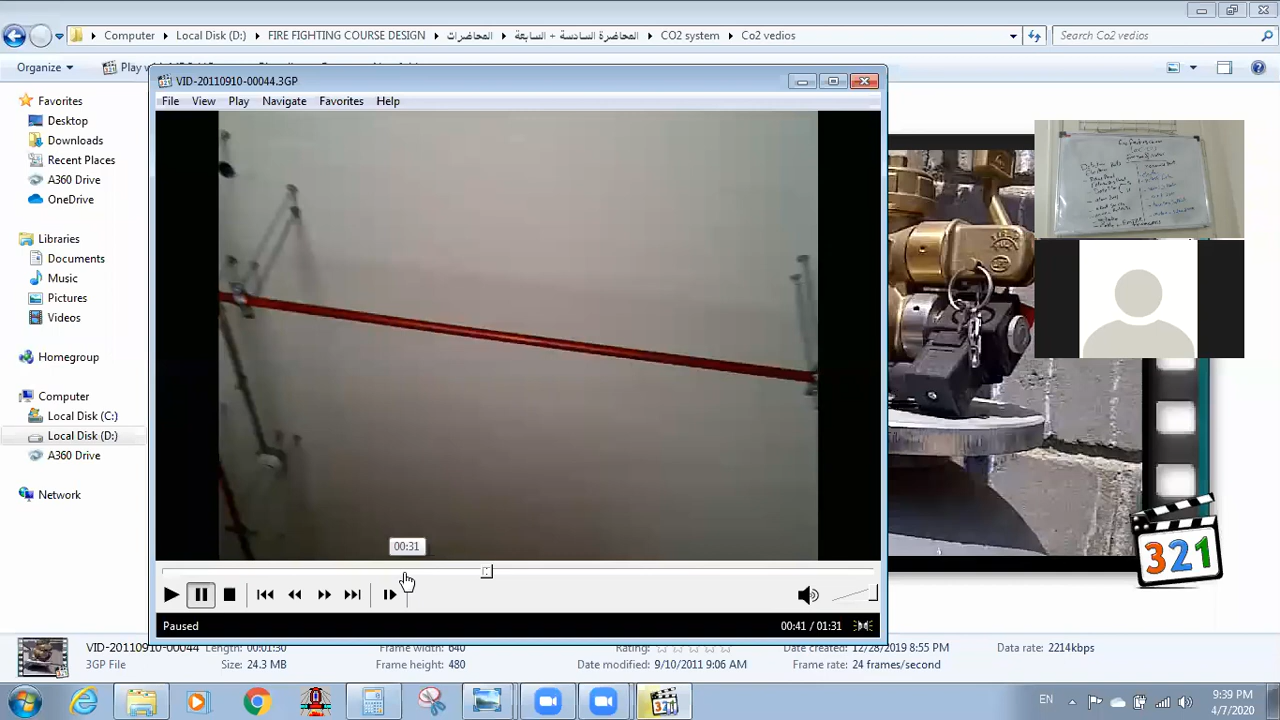 Computer
Local Disk (D:)
FIRE FIGHTING COURSE DESIGN
المحاضرات
المحاضرة السادسة + السابعة
CO2 system
Co2 vedios
Search Co2 vedios
Organize
Play
VID-20110910-00044.3GP
File View Play Navigate Favorites Help
Favorites
Desktop
Downloads
Recent Places
A360 Drive
OneDrive
Libraries
Documents
Music
Pictures
Videos
Homegroup
Computer
Local Disk (C:)
Local Disk (D:)
A360 Drive
Network
00:31
Paused
00:41 / 01:31
321
VID-20110910-00044 Length: 00:01:30 Frame width: 640 Rating: Date created: 12/28/2019 8:55 PM Data rate: 2214kbps
3GP File Size: 24.3 MB Frame height: 480 Date modified: 9/10/2011 9:06 AM Frame rate: 24 frames/second
EN
9:39 PM
4/7/2020